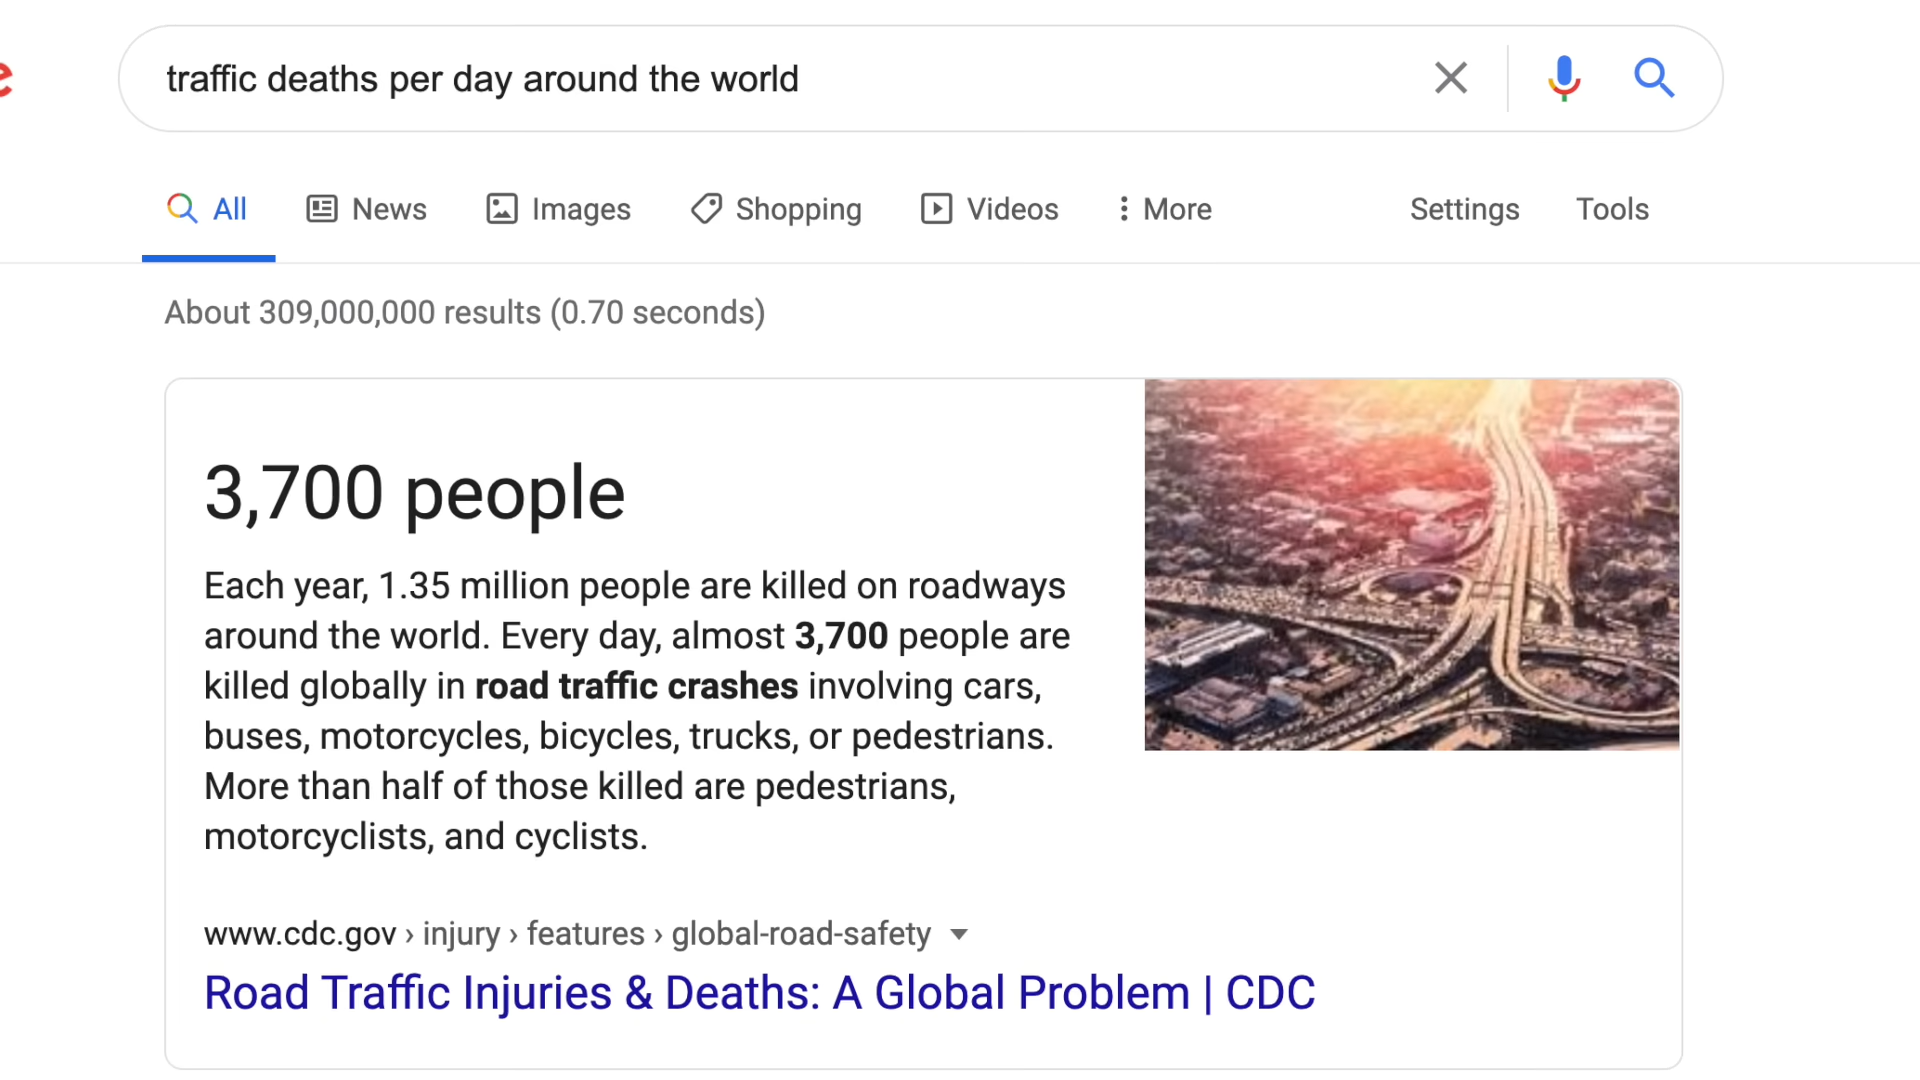 traffic deaths per day around the world
All News Images Shopping Videos More Settings Tools
About 309,000,000 results (0.70 seconds)
3,700 people
Each year, 1.35 million people are killed on roadways
around the world. Every day, almost 3,700 people are
killed globally in road traffic crashes involving cars,
buses, motorcycles, bicycles, trucks, or pedestrians.
More than half of those killed are pedestrians,
motorcyclists, and cyclists.
www.cdc.gov › injury › features › global-road-safety
Road Traffic Injuries & Deaths: A Global Problem | CDC